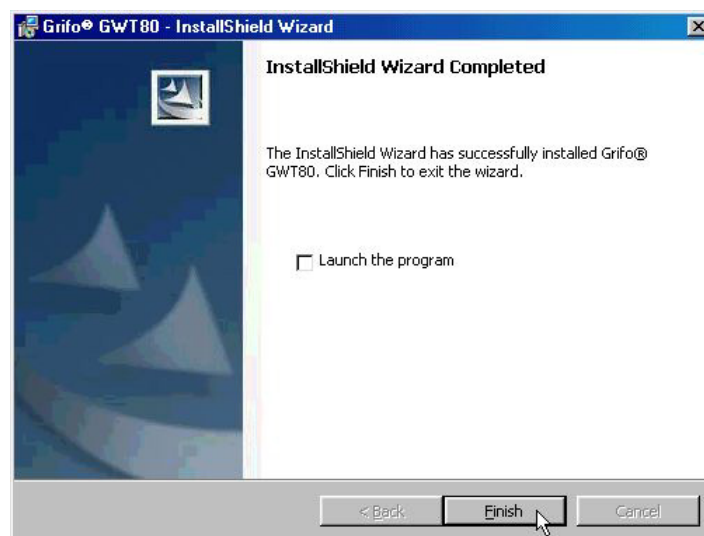 Grifo® GWT80 - InstallShield Wizard
InstallShield Wizard Completed
The InstallShield Wizard has successfully installed Grifo®
GWT80. Click Finish to exit the wizard.
Launch the program
< Back
Finish
Cancel